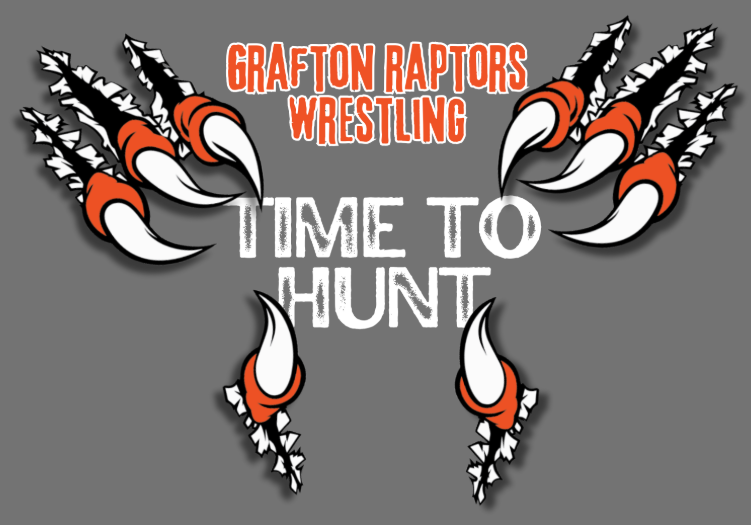 GRAFTON RAPTORS
WRESTLING
TIME TO
HUNT